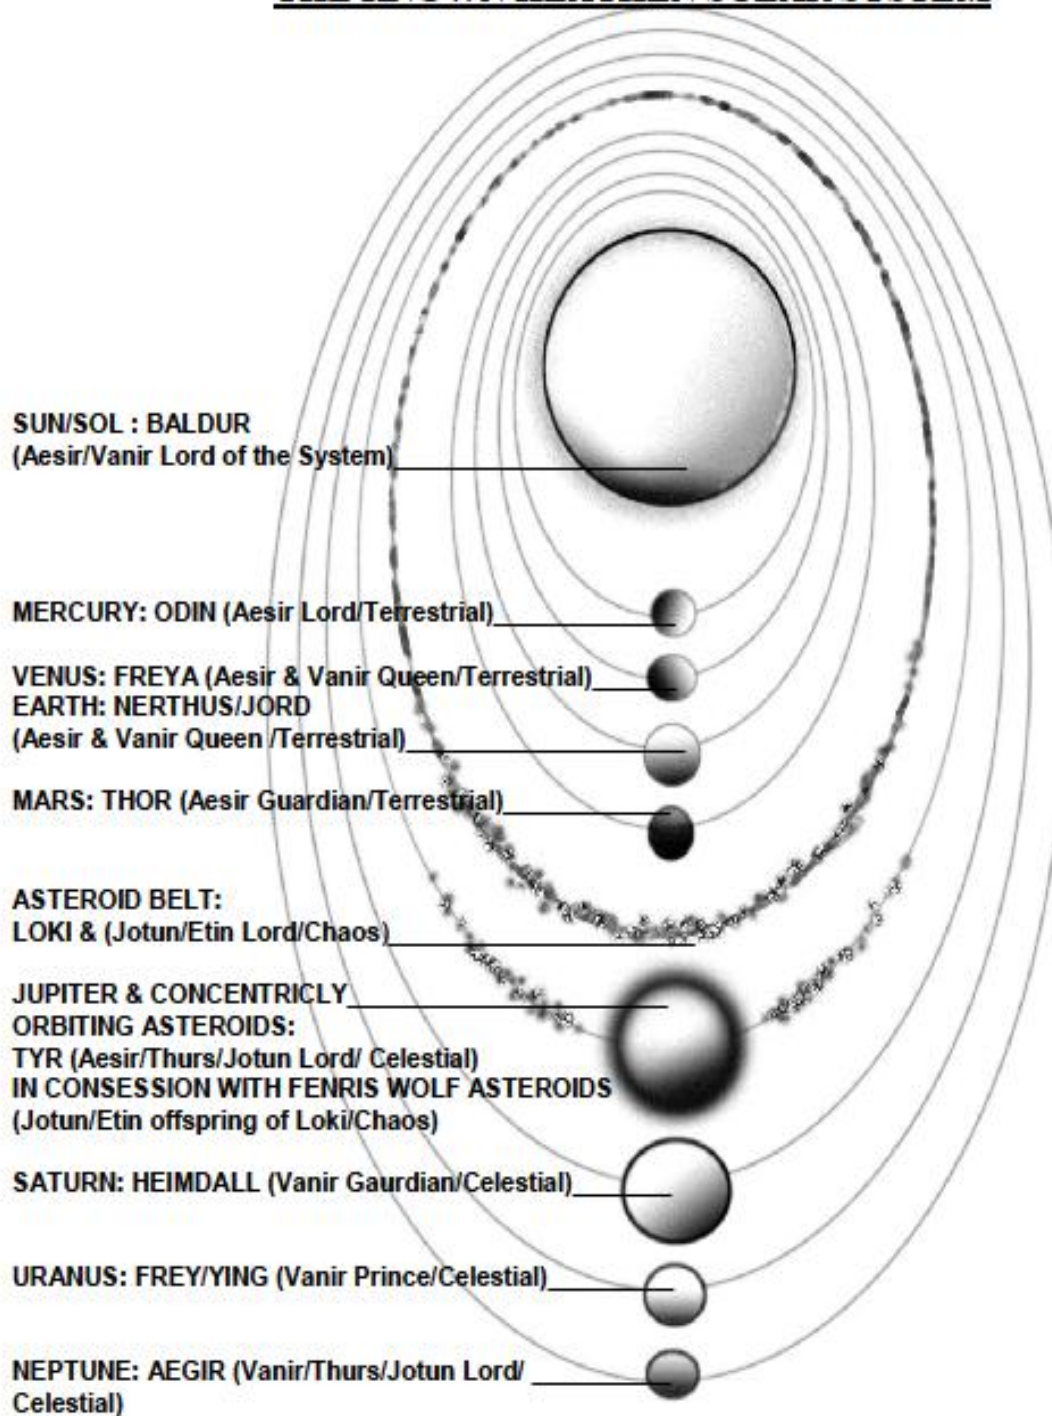 SUN/SOL : BALDUR
(Aesir/Vanir Lord of the System)
MERCURY: ODIN (Aesir Lord/Terrestrial)
VENUS: FREYA (Aesir & Vanir Queen/Terrestrial)
EARTH: NERTHUS/JORD
(Aesir & Vanir Queen /Terrestrial)
MARS: THOR (Aesir Guardian/Terrestrial)
ASTEROID BELT:
LOKI & (Jotun/Etin Lord/Chaos)
JUPITER & CONCENTRICLY
ORBITING ASTEROIDS:
TYR (Aesir/Thurs/Jotun Lord/ Celestial)
IN CONSESSION WITH FENRIS WOLF ASTEROIDS
(Jotun/Etin offspring of Loki/Chaos)
SATURN: HEIMDALL (Vanir Gaurdian/Celestial)
URANUS: FREY/YING (Vanir Prince/Celestial)
NEPTUNE: AEGIR (Vanir/Thurs/Jotun Lord/
Celestial)